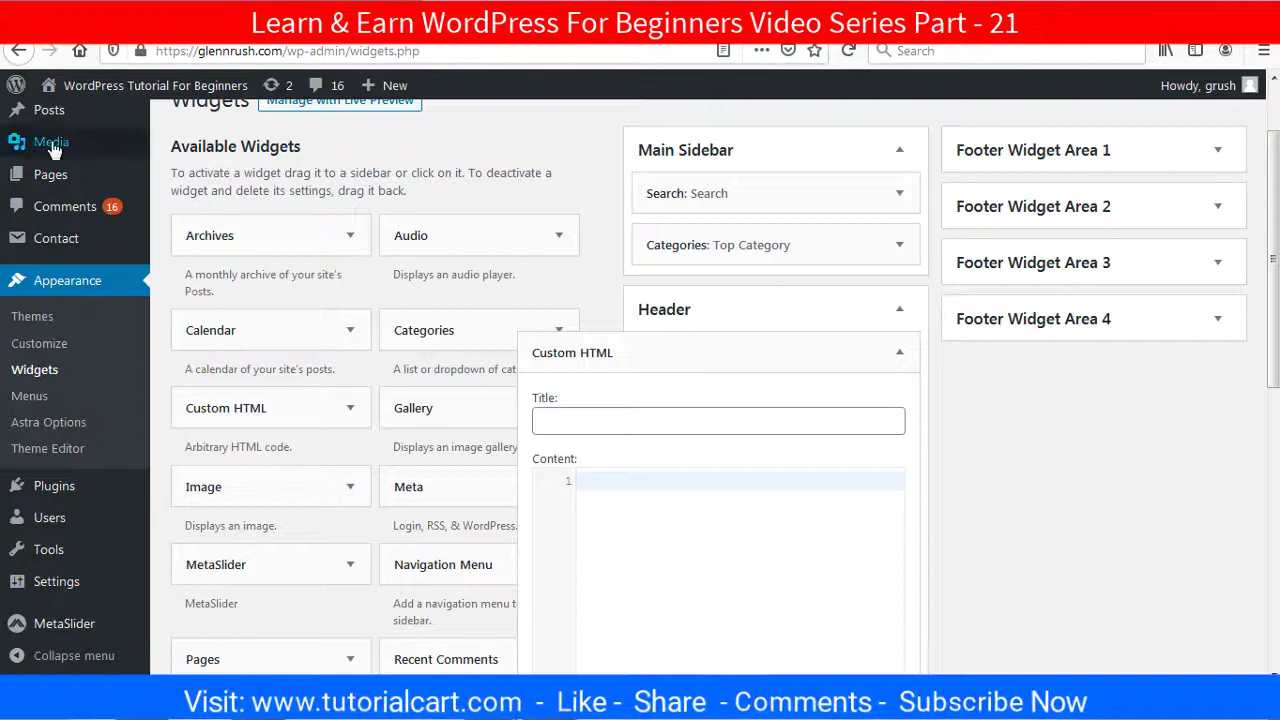 Learn & Earn WordPress For Beginners Video Series Part - 21
https://glennrush.com/wp-admin/widgets.php
Search
WordPress Tutorial For Beginners
2
16
New
Howdy, grush
Posts
Media
Pages
Comments 16
Contact
Appearance
Themes
Customize
Widgets
Menus
Astra Options
Theme Editor
Plugins
Users
Tools
Settings
MetaSlider
Collapse menu
Widgets
Manage with Live Preview
Available Widgets
To activate a widget drag it to a sidebar or click on it. To deactivate a
widget and delete its settings, drag it back.
Archives
A monthly archive of your site's
Posts.
Audio
Displays an audio player.
Calendar
A calendar of your site's posts.
Categories
A list or dropdown of cat
Custom HTML
Arbitrary HTML code.
Gallery
Displays an image gallery
Image
Displays an image.
Meta
Login, RSS, & WordPress.
MetaSlider
MetaSlider
Navigation Menu
Add a navigation menu t
sidebar.
Pages
Recent Comments
Main Sidebar
Search: Search
Categories: Top Category
Header
Custom HTML
Title:
Content:
1
Footer Widget Area 1
Footer Widget Area 2
Footer Widget Area 3
Footer Widget Area 4
Visit: www.tutorialcart.com - Like - Share - Comments - Subscribe Now